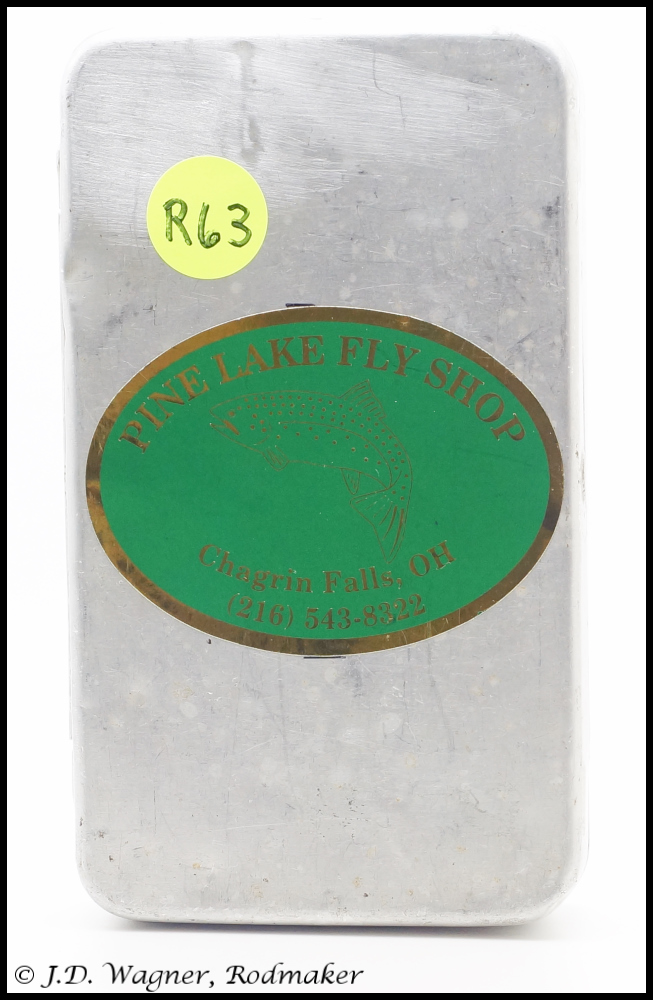 R63
PINE LAKE FLY SHOP
Chagrin Falls, OH
(216) 543-8322
© J.D. Wagner, Rodmaker